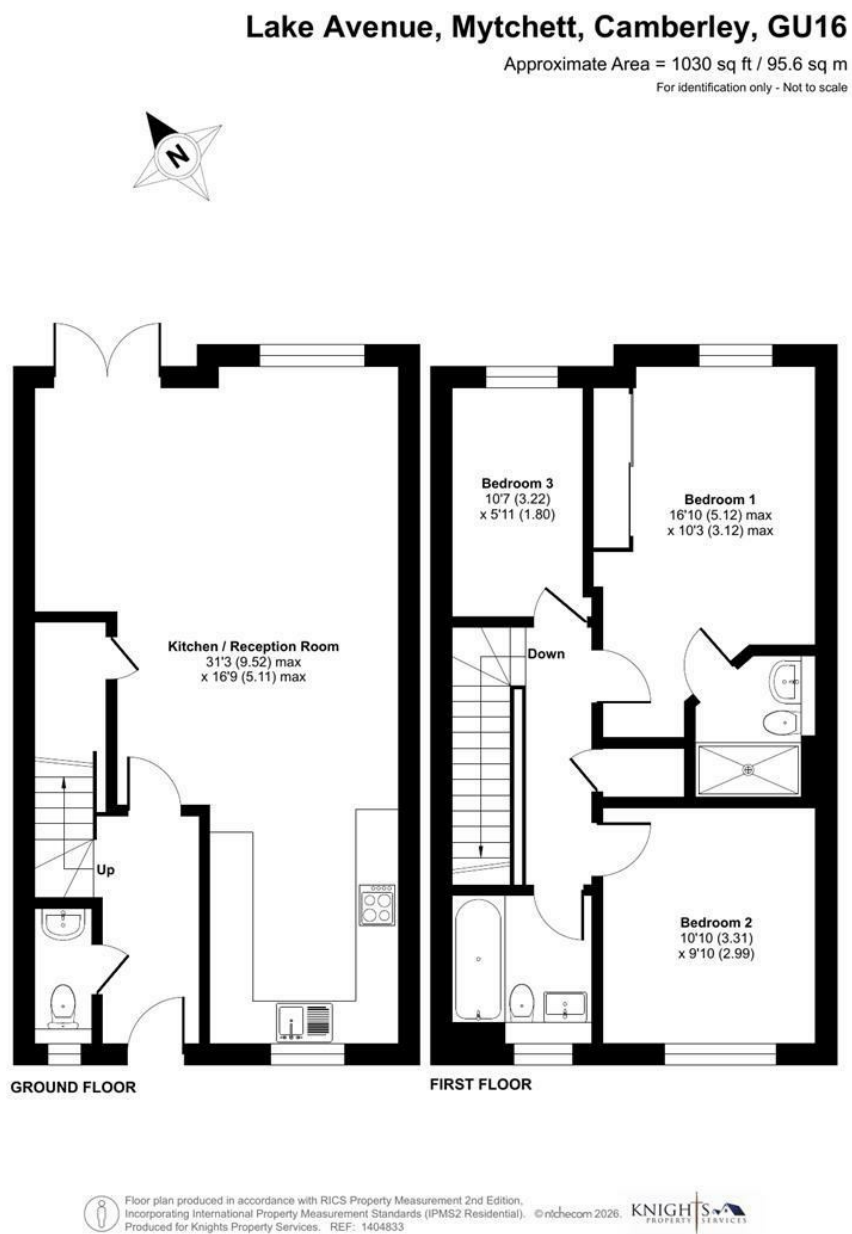 Lake Avenue, Mytchett, Camberley, GU16
Approximate Area = 1030 sq ft / 95.6 sq m
For identification only - Not to scale
N
Bedroom 3
10'7 (3.22)
x 5'11 (1.80)
Bedroom 1
16'10 (5.12) max
x 10'3 (3.12) max
Kitchen / Reception Room
31'3 (9.52) max
x 16'9 (5.11) max
Down
Up
Bedroom 2
10'10 (3.31)
x 9'10 (2.99)
GROUND FLOOR
FIRST FLOOR
Floor plan produced in accordance with RICS Property Measurement 2nd Edition,
Incorporating International Property Measurement Standards (IPMS2 Residential). © ntchecom 2026.
Produced for Knights Property Services. REF: 1404833
KNIGHTS
PROPERTY SERVICES